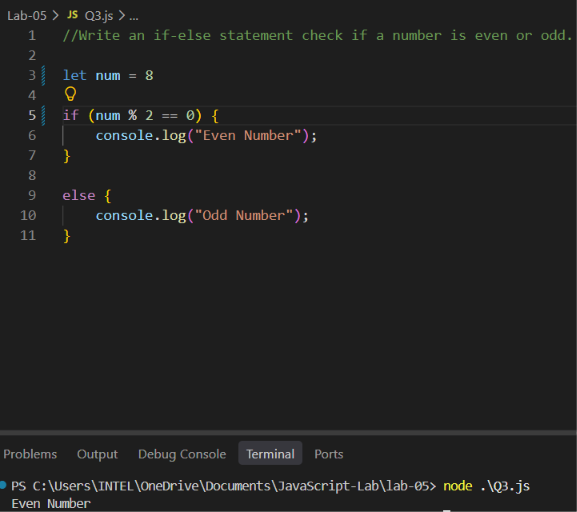 Lab-05 > JS Q3.js > ...
1 //Write an if-else statement check if a number is even or odd.
2
3 let num = 8
4
5 if (num % 2 == 0) {
6     console.log("Even Number");
7 }
8
9 else {
10     console.log("Odd Number");
11 }
Problems Output Debug Console Terminal Ports
PS C:\Users\INTEL\OneDrive\Documents\JavaScript-Lab\lab-05> node .\Q3.js
Even Number